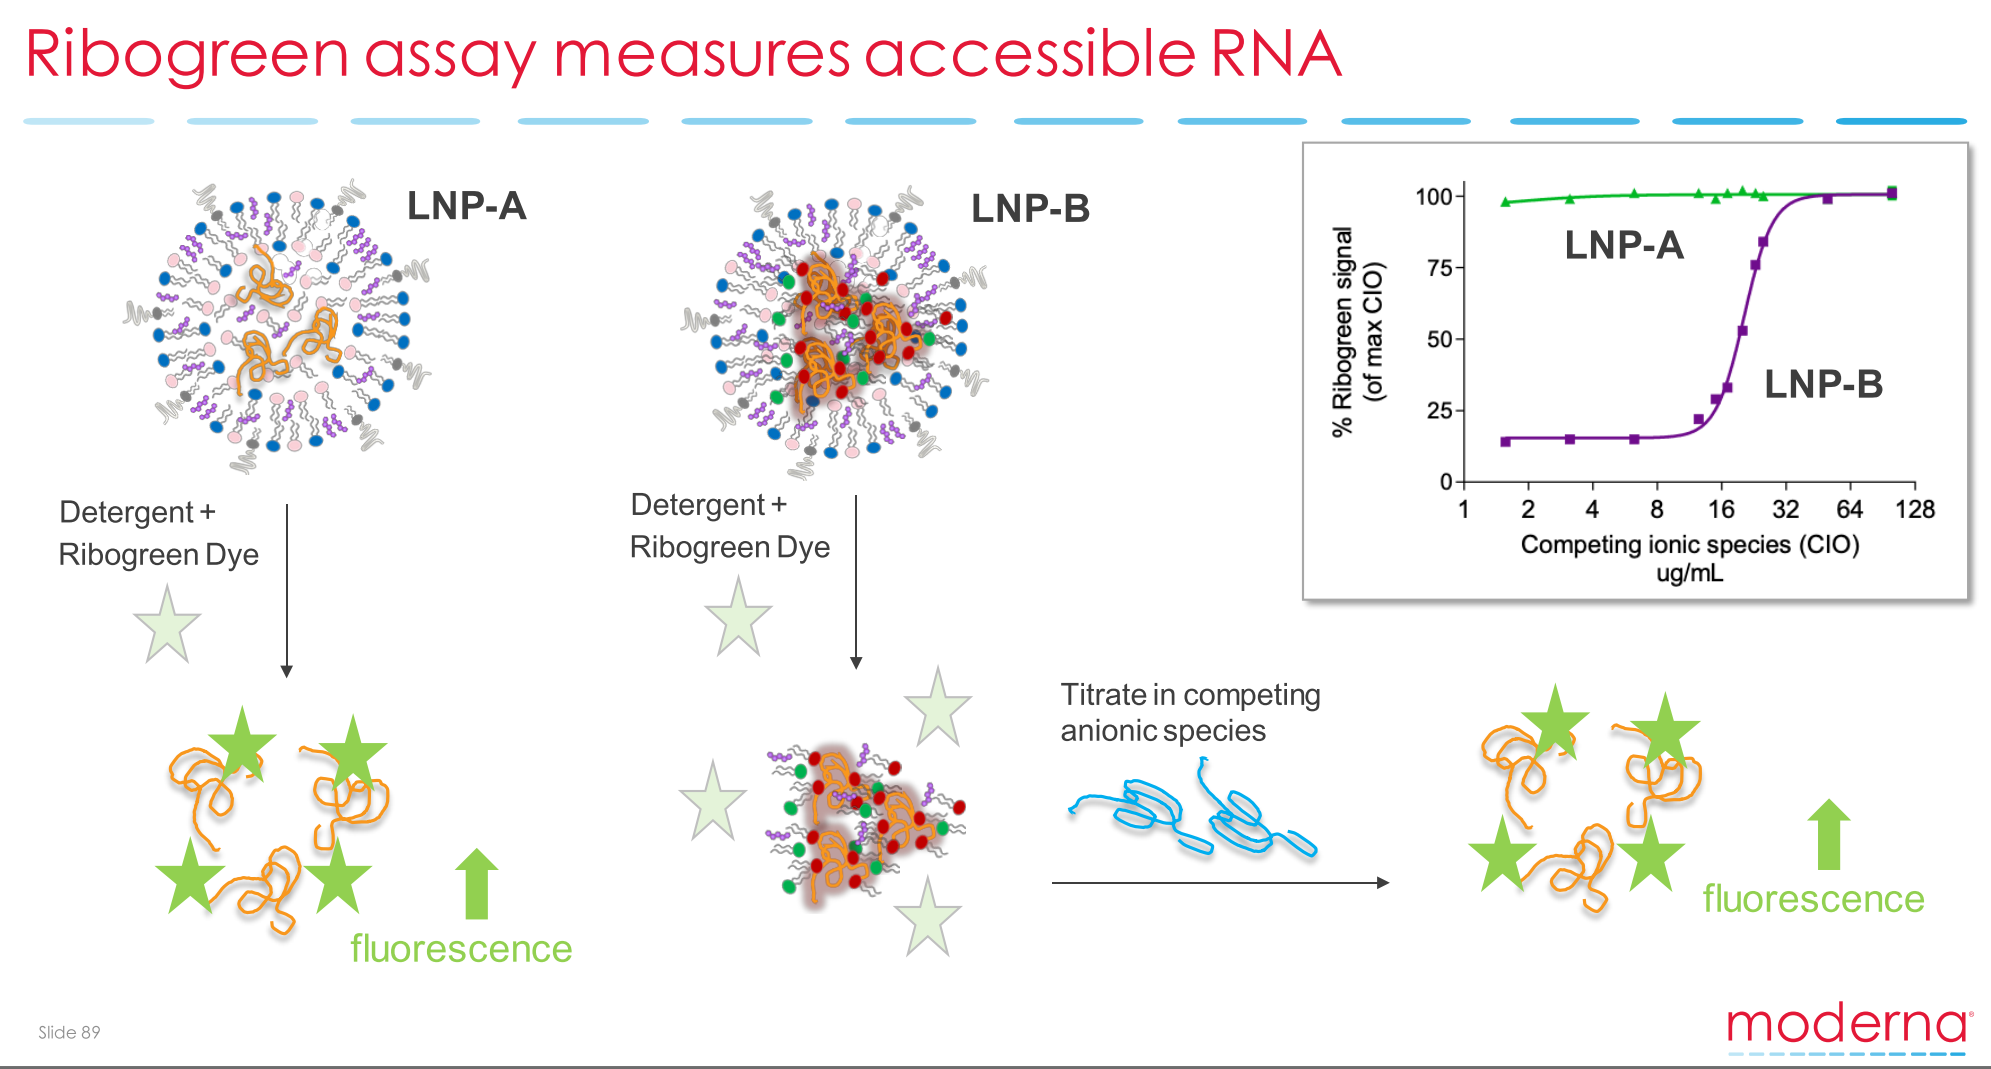 Ribogreen assay measures accessible RNA
LNP-A
Detergent +
Ribogreen Dye
fluorescence
LNP-B
Detergent +
Ribogreen Dye
Titrate in competing
anionic species
fluorescence
% Ribogreen signal
(of max CIO)
100
75
50
25
0
LNP-A
LNP-B
1 2 4 8 16 32 64 128
Competing ionic species (CIO)
ug/mL
Slide 89
moderna®